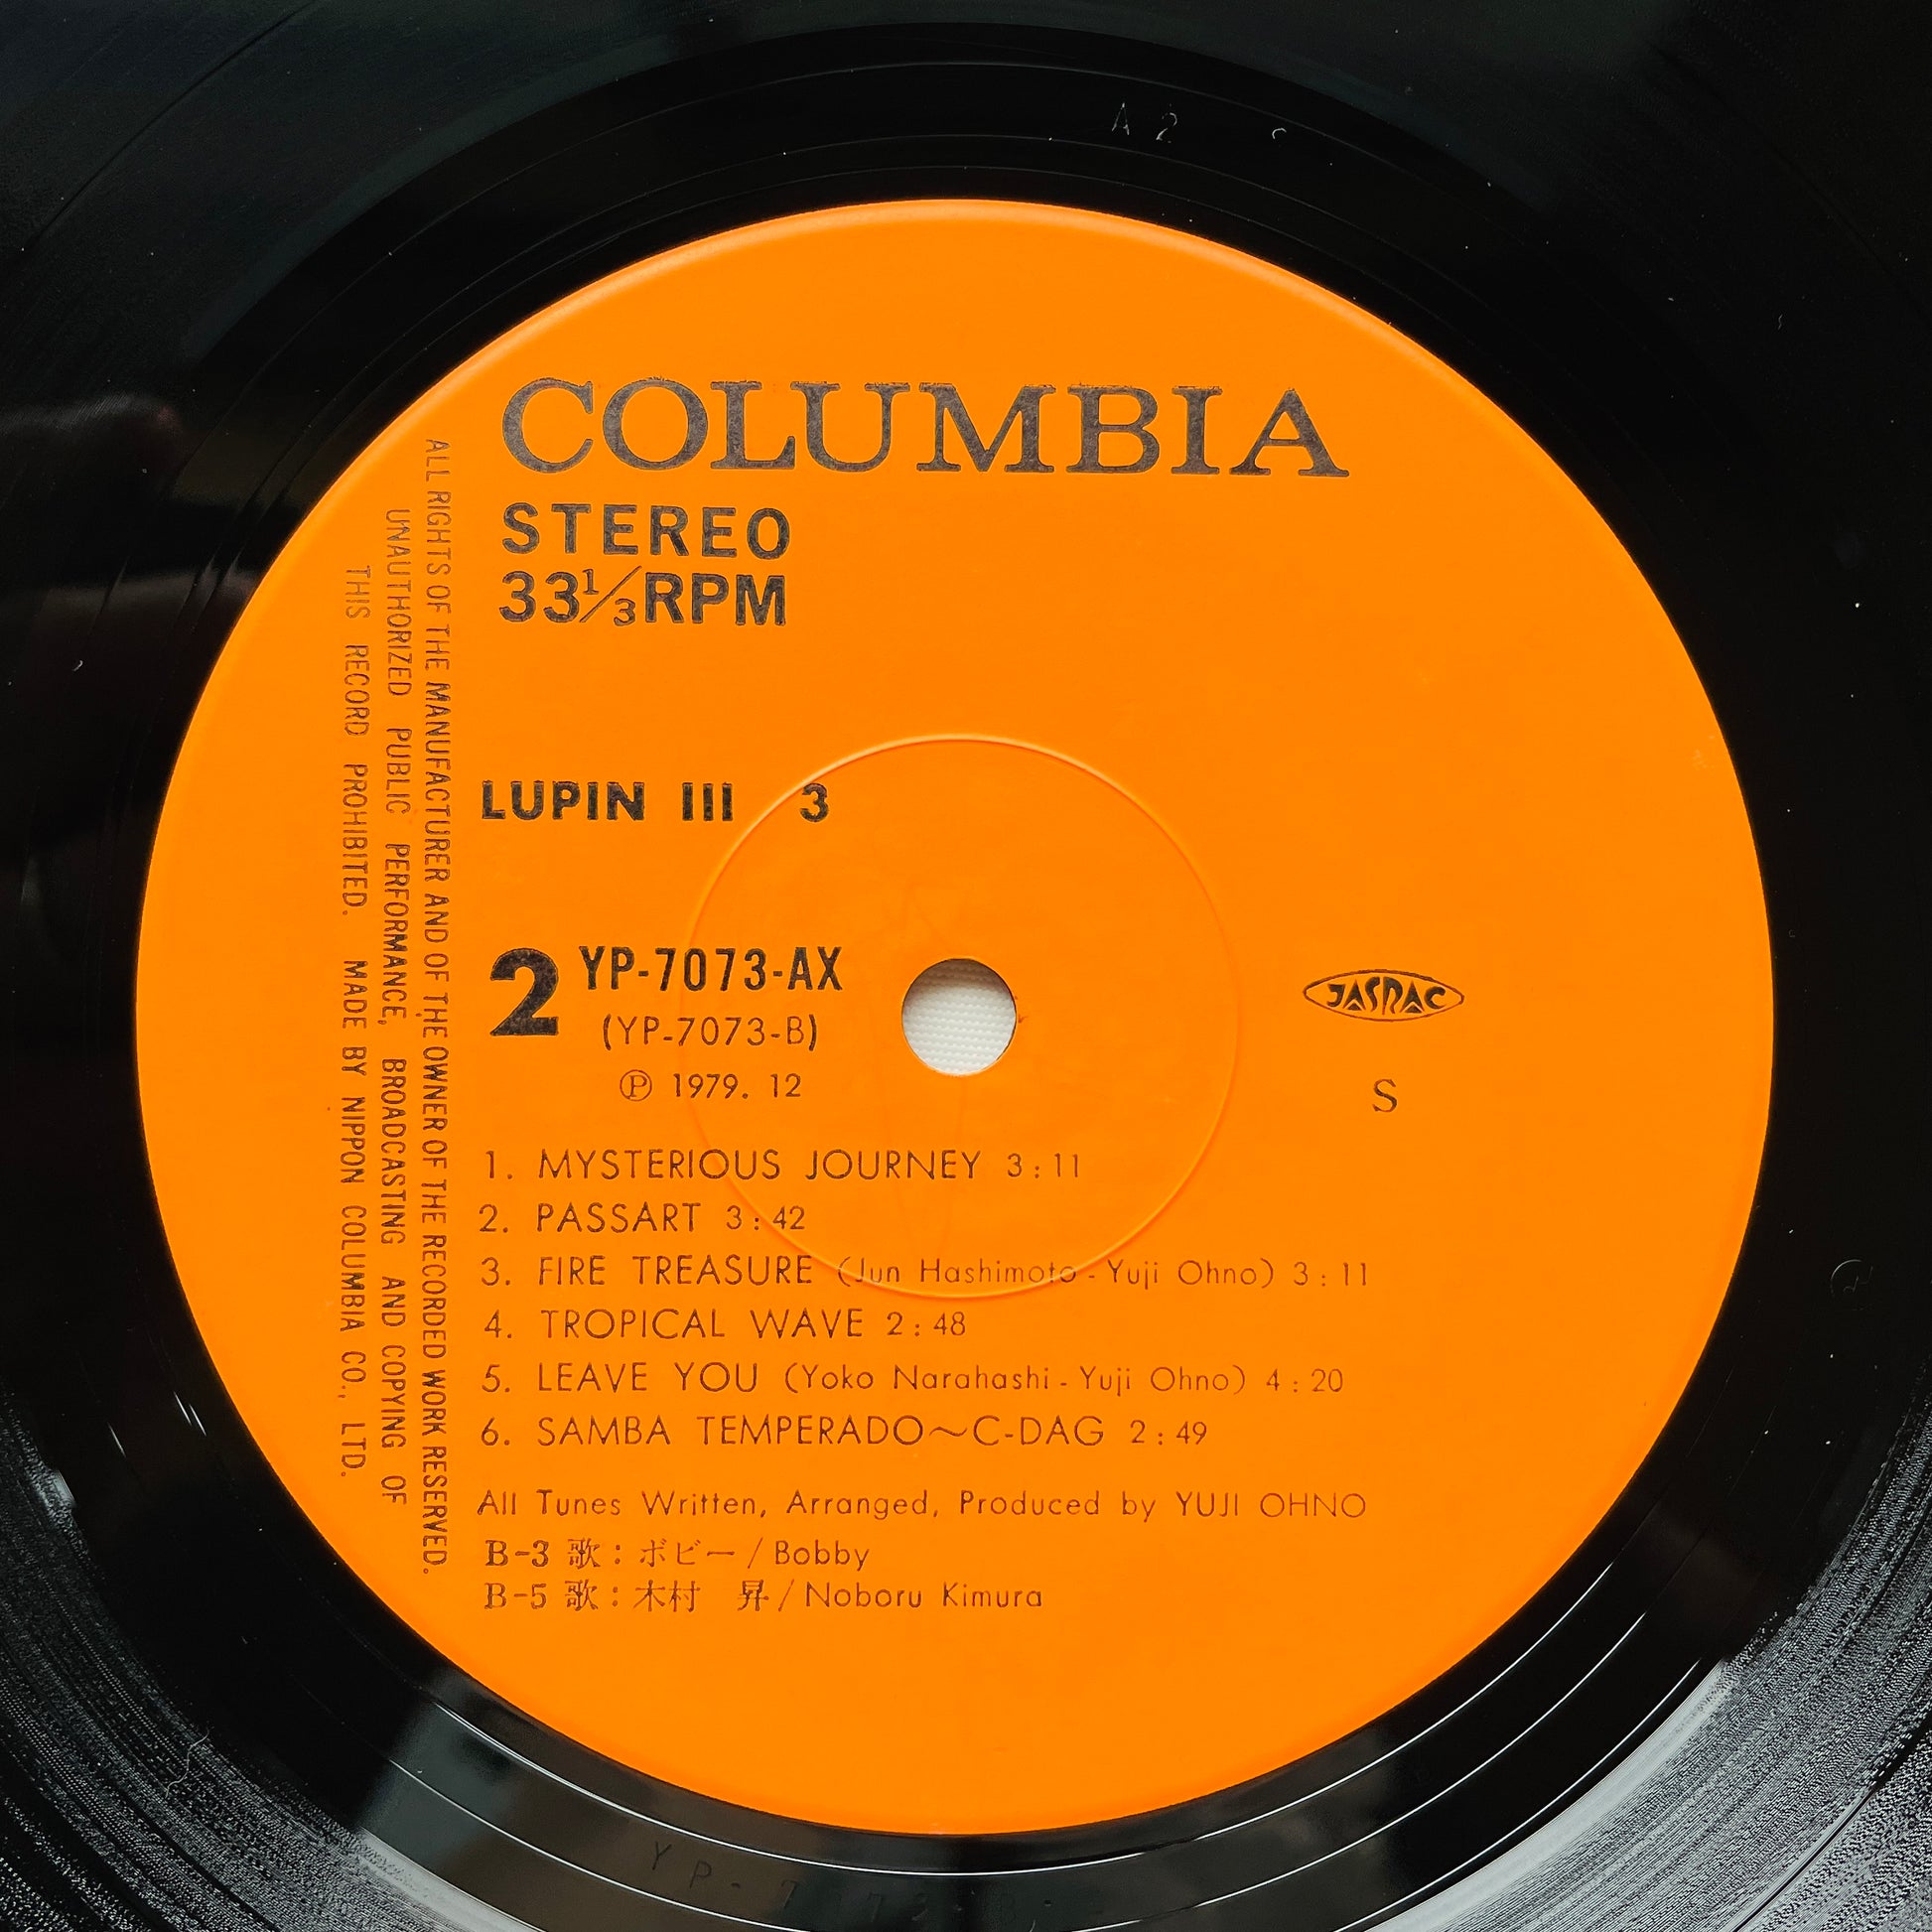 A2
COLUMBIA
STEREO
33 1/3 RPM
LUPIN III 3
2 YP-7073-AX
(YP-7073-B)
Ⓟ 1979. 12
JASRAC
S
1. MYSTERIOUS JOURNEY 3:11
2. PASSART 3:42
3. FIRE TREASURE (Jun Hashimoto-Yuji Ohno) 3:11
4. TROPICAL WAVE 2:48
5. LEAVE YOU (Yoko Narahashi-Yuji Ohno) 4:20
6. SAMBA TEMPERADO〜C-DAG 2:49
All Tunes Written, Arranged, Produced by YUJI OHNO
B-3 歌：ボビー/Bobby
B-5 歌：木村 昇/Noboru Kimura
ALL RIGHTS OF THE MANUFACTURER AND OF THE OWNER OF THE RECORDED WORK RESERVED.
UNAUTHORIZED PUBLIC PERFORMANCE, BROADCASTING AND COPYING OF
THIS RECORD PROHIBITED. MADE BY NIPPON COLUMBIA CO., LTD.